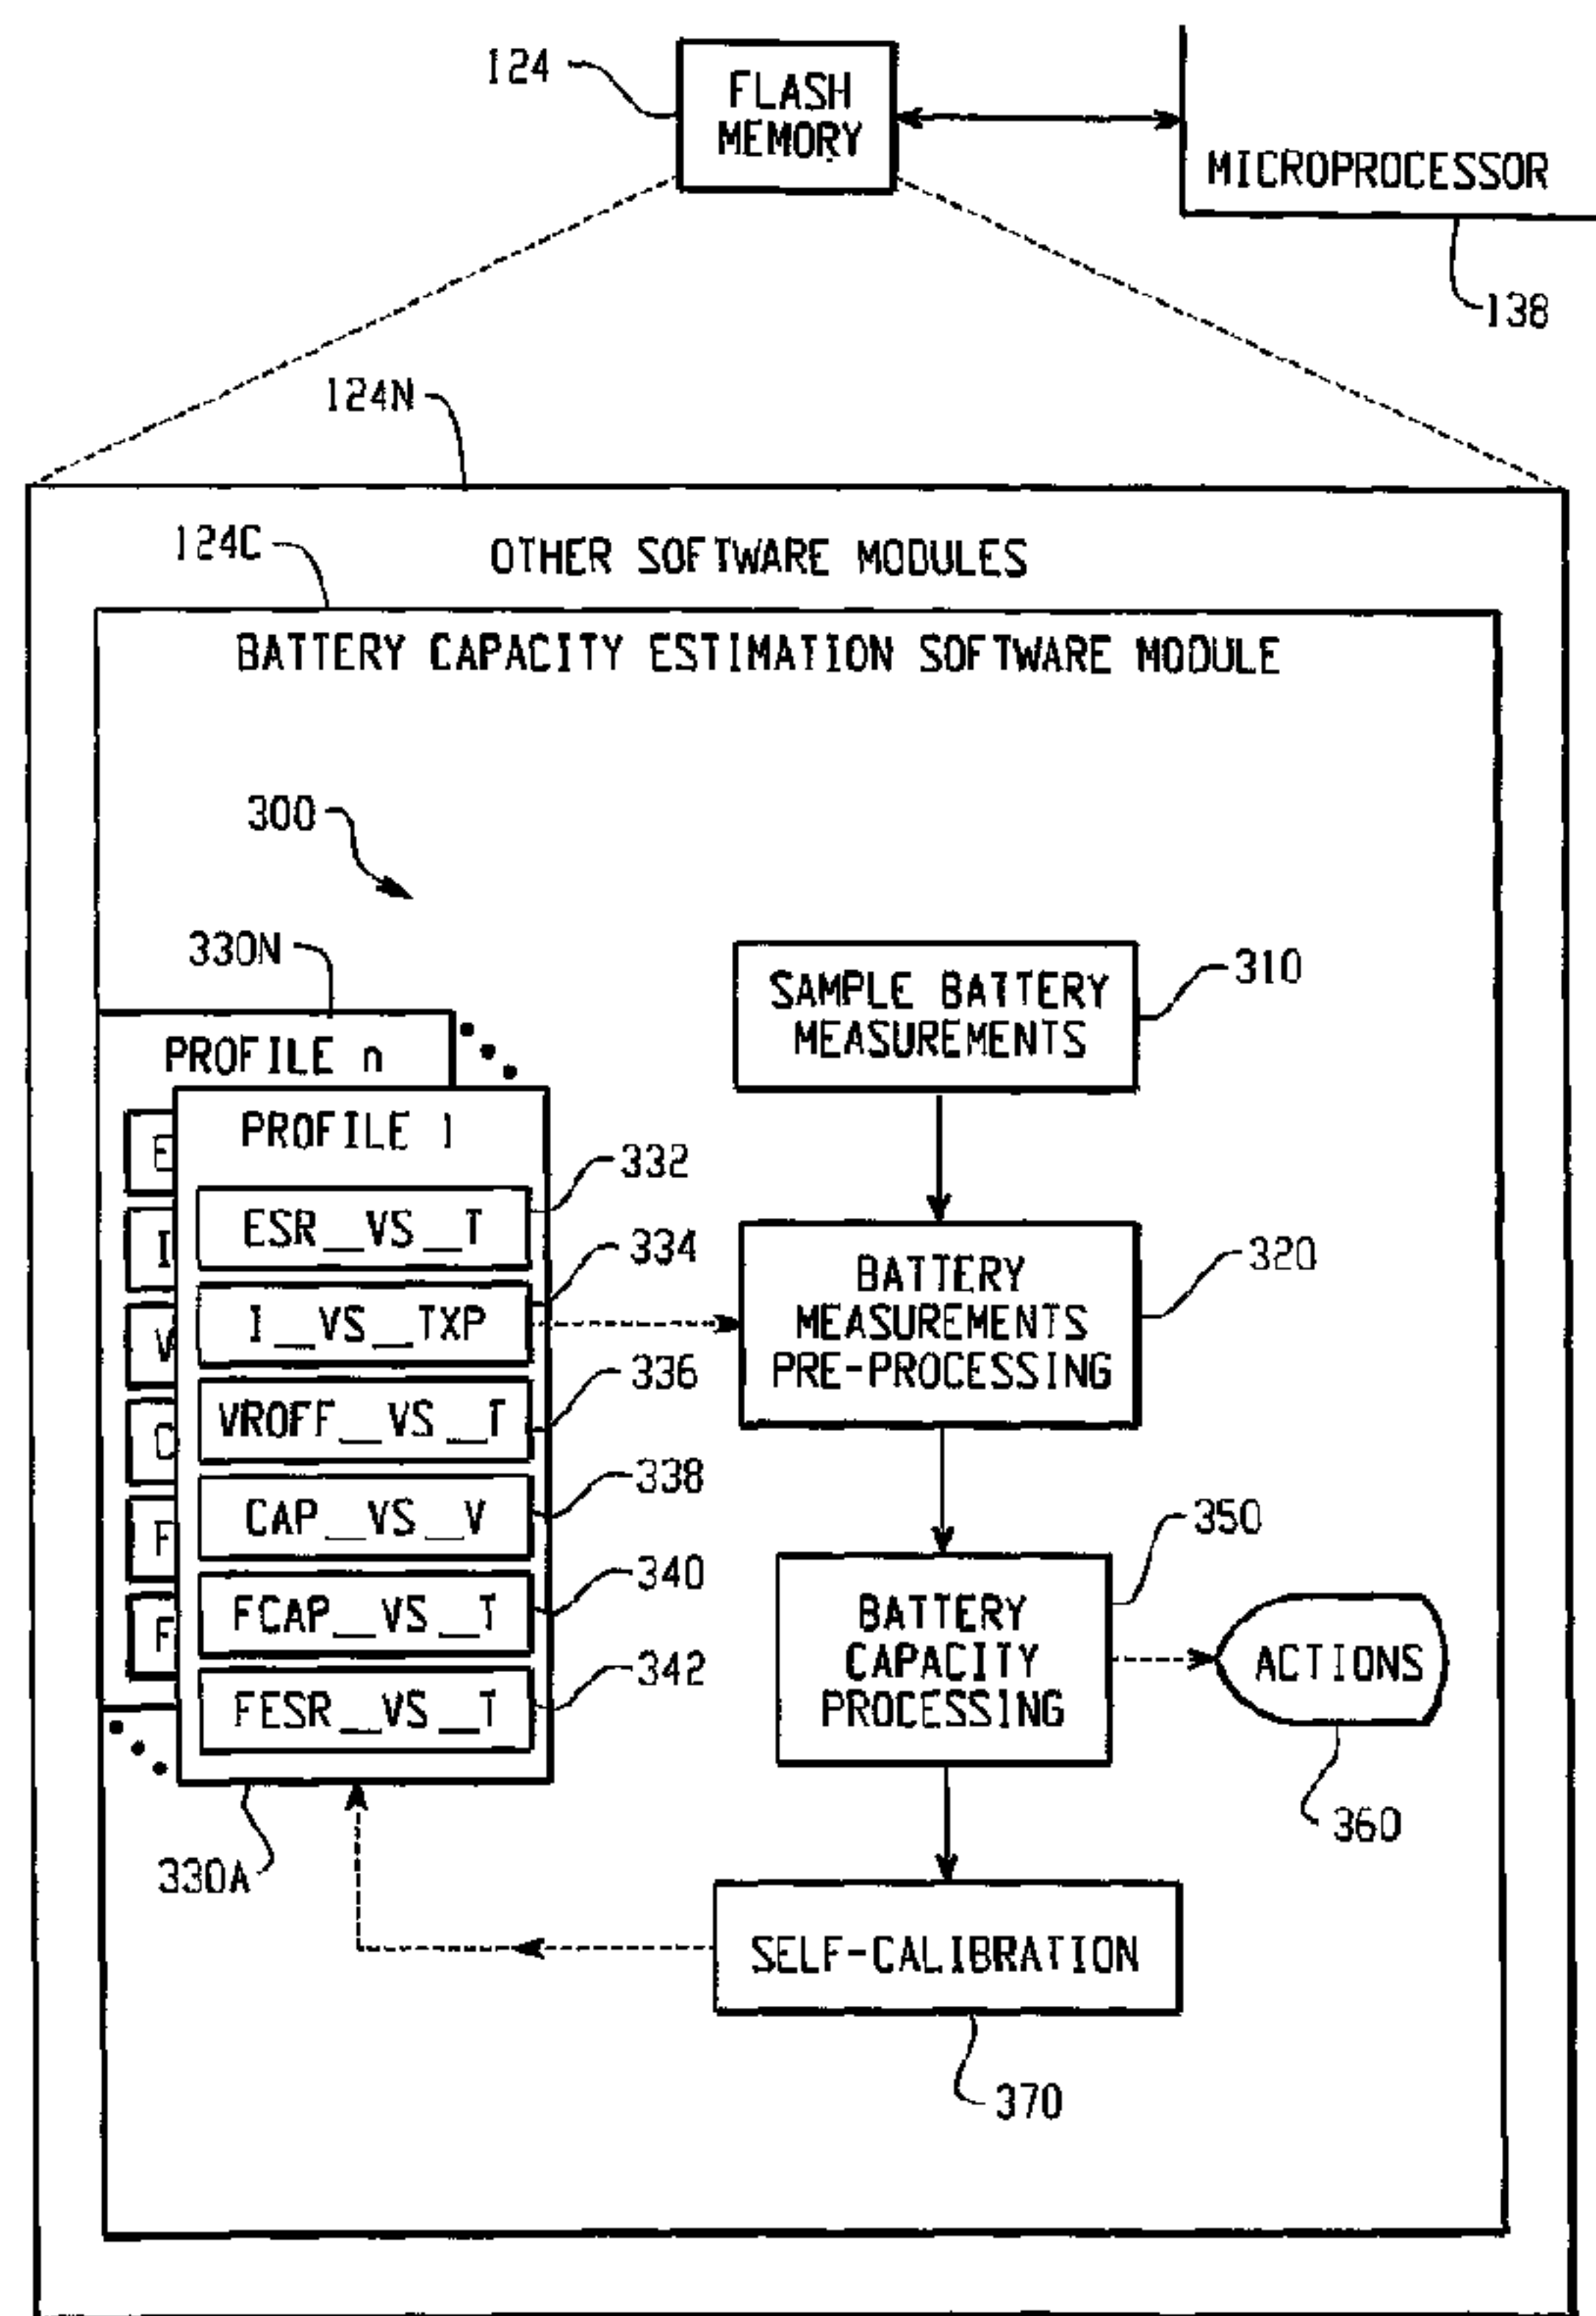 124
FLASH
MEMORY
MICROPROCESSOR
138
124N
124C
OTHER SOFTWARE MODULES
BATTERY CAPACITY ESTIMATION SOFTWARE MODULE
300
330N
SAMPLE BATTERY
MEASUREMENTS
310
PROFILE n
PROFILE 1
E
I
V
C
F
F
332
ESR__VS__T
334
I__VS__TXP
336
VROFF__VS__T
338
CAP__VS__V
340
FCAP__VS__T
342
FESR__VS__T
330A
BATTERY
MEASUREMENTS
PRE-PROCESSING
320
BATTERY
CAPACITY
PROCESSING
350
ACTIONS
360
SELF-CALIBRATION
370